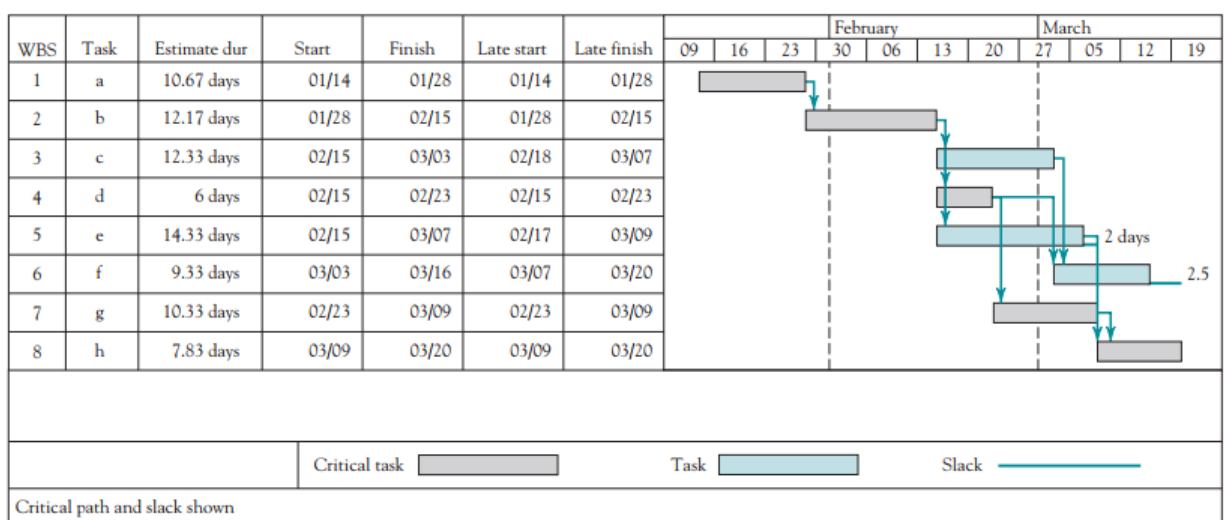 February March
WBS Task Estimate dur Start Finish Late start Late finish 09 16 23 30 06 13 20 27 05 12 19
1 a 10.67 days 01/14 01/28 01/14 01/28
2 b 12.17 days 01/28 02/15 01/28 02/15
3 c 12.33 days 02/15 03/03 02/18 03/07
4 d 6 days 02/15 02/23 02/15 02/23
5 e 14.33 days 02/15 03/07 02/17 03/09 2 days
6 f 9.33 days 03/03 03/16 03/07 03/20 2.5
7 g 10.33 days 02/23 03/09 02/23 03/09
8 h 7.83 days 03/09 03/20 03/09 03/20
Critical task Task Slack
Critical path and slack shown